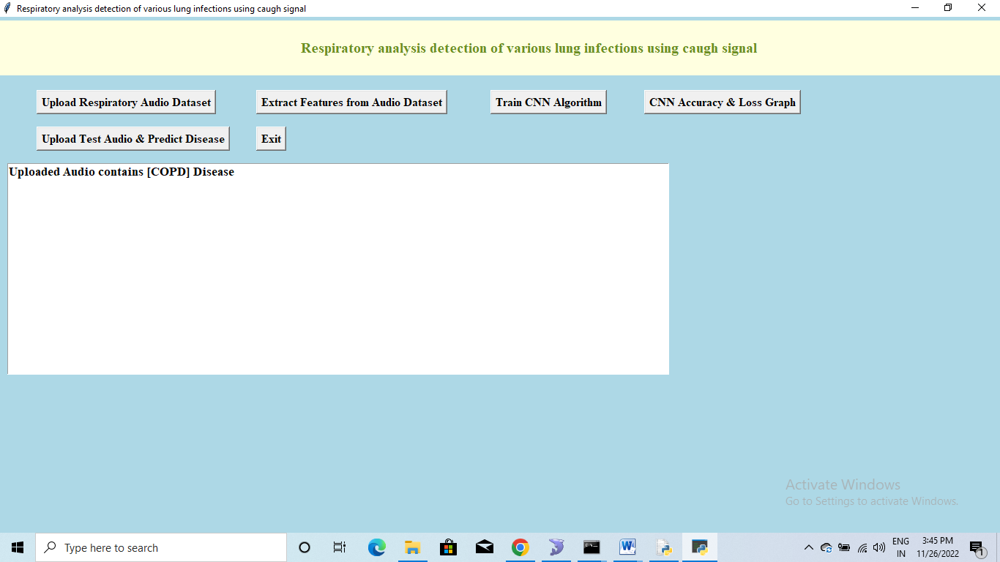 Respiratory analysis detection of various lung infections using caugh signal
Respiratory analysis detection of various lung infections using caugh signal
Upload Respiratory Audio Dataset
Extract Features from Audio Dataset
Train CNN Algorithm
CNN Accuracy & Loss Graph
Upload Test Audio & Predict Disease
Exit
Uploaded Audio contains [COPD] Disease
Activate Windows
Go to Settings to activate Windows.
Type here to search
ENG
IN
3:45 PM
11/26/2022
1